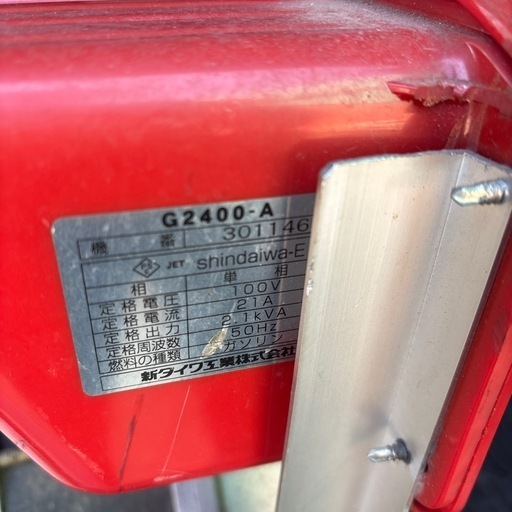 G2400-A
機番 301146
JET shindaiwa-E
相 単相
定格電圧 100V
定格電流 21A
定格出力 2.1kVA
定格周波数 50Hz
燃料の種類 ガソリン
新ダイワ工業株式会社